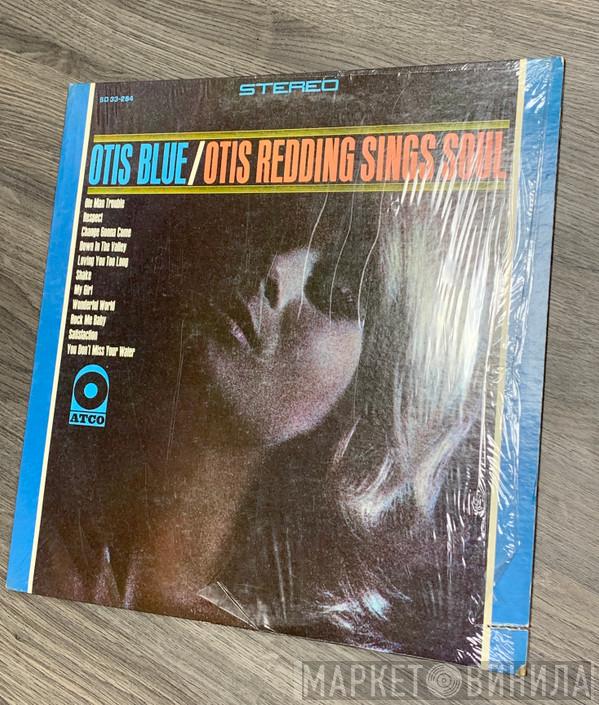 STEREO
SD 33-284
OTIS BLUE/OTIS REDDING SINGS SOUL
Ole Man Trouble
Respect
Change Gonna Come
Down In The Valley
Loving You Too Long
Shake
My Girl
Wonderful World
Rock Me Baby
Satisfaction
You Don't Miss Your Water
ATCO
МАРКЕТ ВИНИЛА